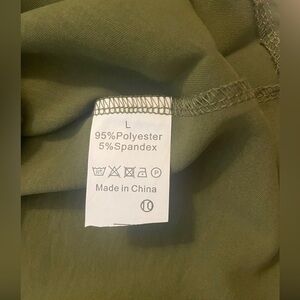 L
95%Polyester
5%Spandex
Made in China